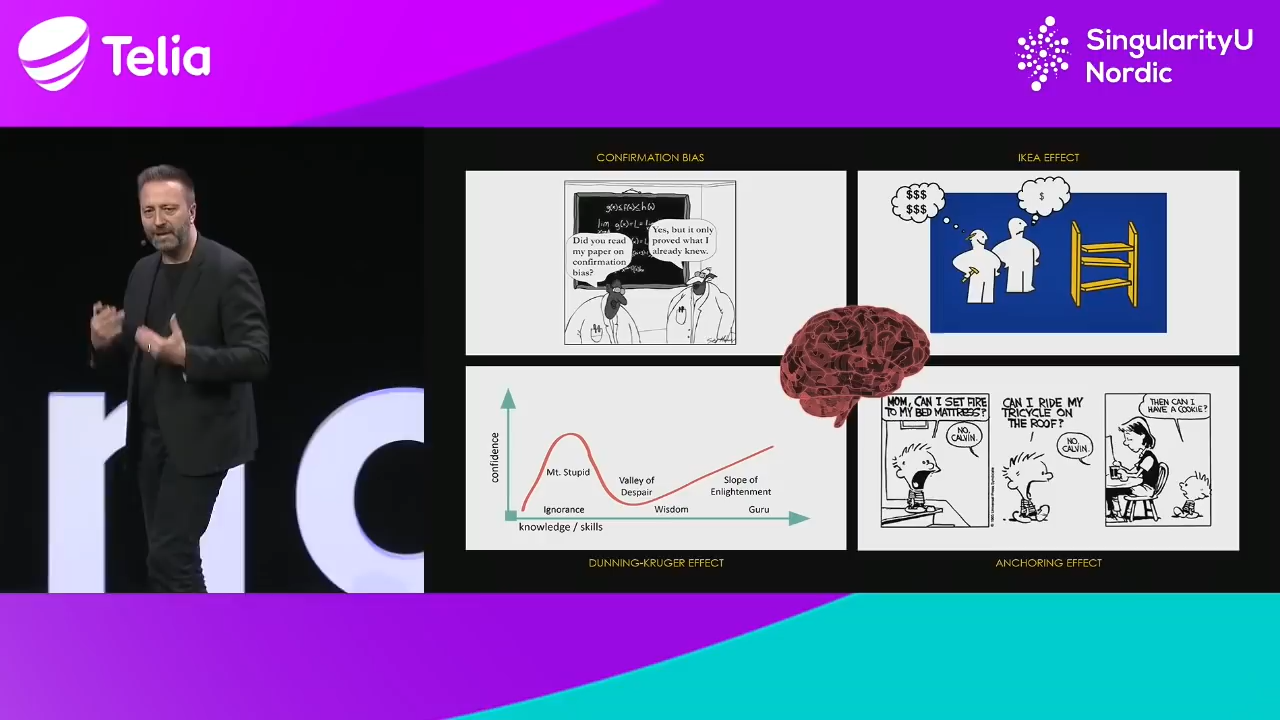 Telia
SingularityU
Nordic
CONFIRMATION BIAS
IKEA EFFECT
Did you read
my paper on
confirmation
bias?
Yes, but it only
proved what I
already knew.
$$$
$$$
$
confidence
Mt. Stupid
Valley of
Despair
Slope of
Enlightenment
Ignorance
Wisdom
Guru
knowledge / skills
MOM, CAN I SET FIRE
TO MY BED MATTRESS?
NO,
CALVIN.
CAN I RIDE MY
TRICYCLE ON
THE ROOF?
NO,
CALVIN.
THEN CAN I
HAVE A COOKIE?
DUNNING-KRUGER EFFECT
ANCHORING EFFECT